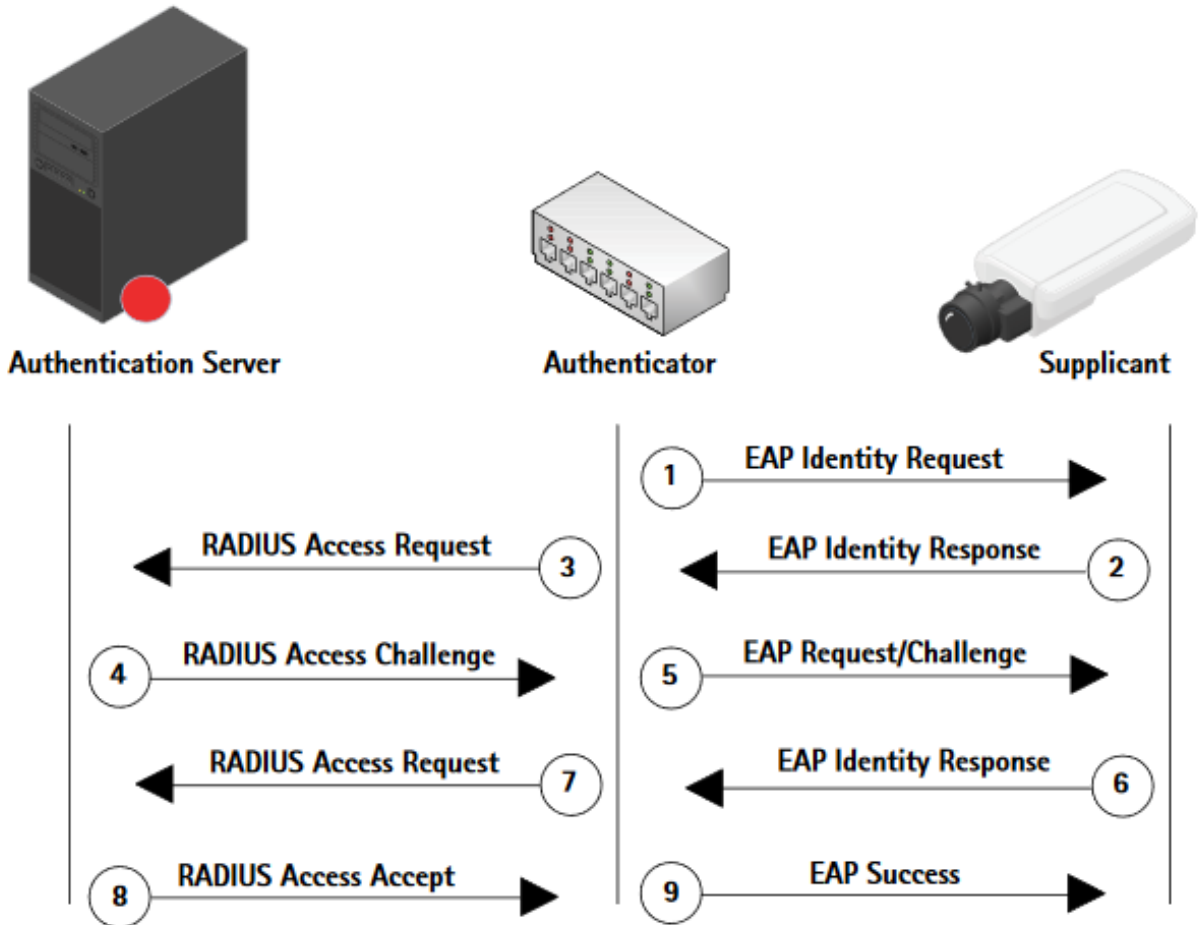 Authentication Server
Authenticator
Supplicant
1 EAP Identity Request
RADIUS Access Request 3
EAP Identity Response 2
4 RADIUS Access Challenge
5 EAP Request/Challenge
RADIUS Access Request 7
EAP Identity Response 6
8 RADIUS Access Accept
9 EAP Success